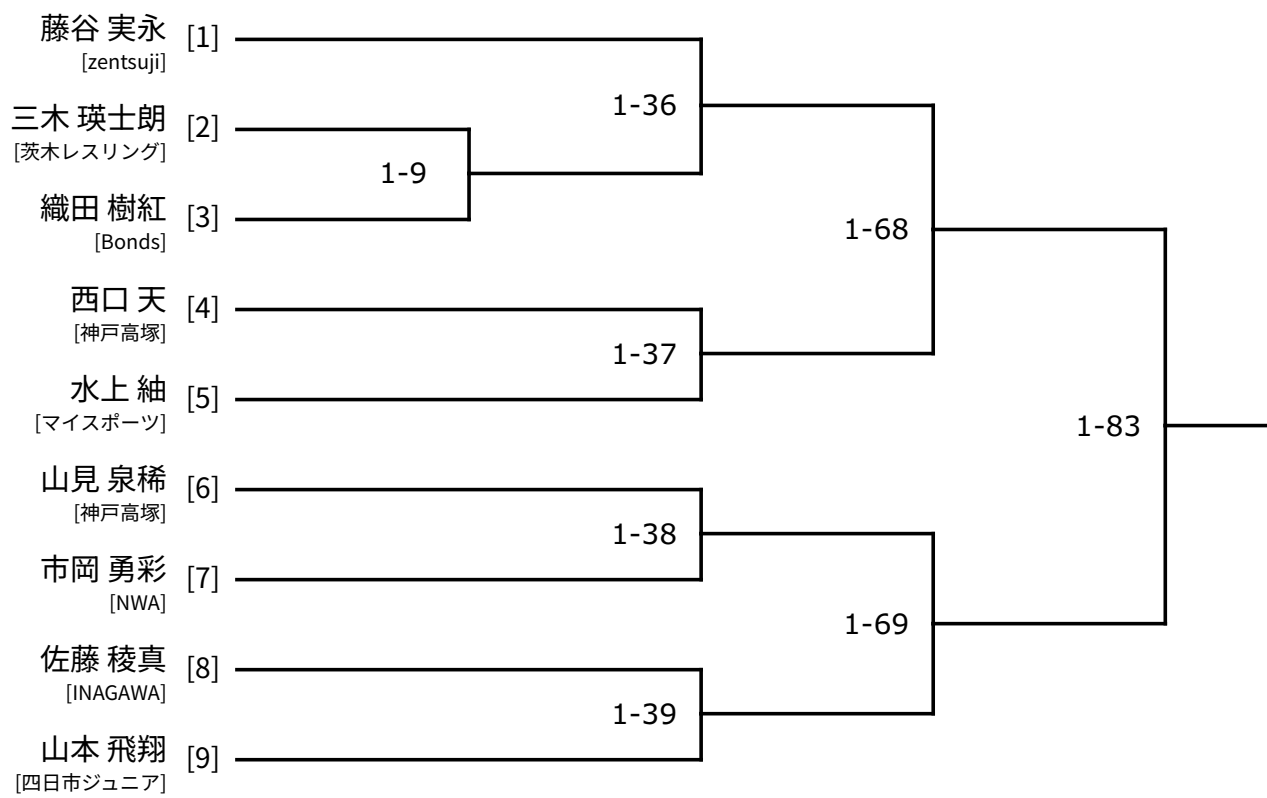 藤谷 実永 [1]
[zentsuji]
1-36
三木 瑛士朗 [2]
[茨木レスリング]
1-9
織田 樹紅 [3]
[Bonds]
1-68
西口 天 [4]
[神戸高塚]
1-37
水上 紬 [5]
[マイスポーツ]
1-83
山見 泉稀 [6]
[神戸高塚]
1-38
市岡 勇彩 [7]
[NWA]
1-69
佐藤 稜真 [8]
[INAGAWA]
1-39
山本 飛翔 [9]
[四日市ジュニア]